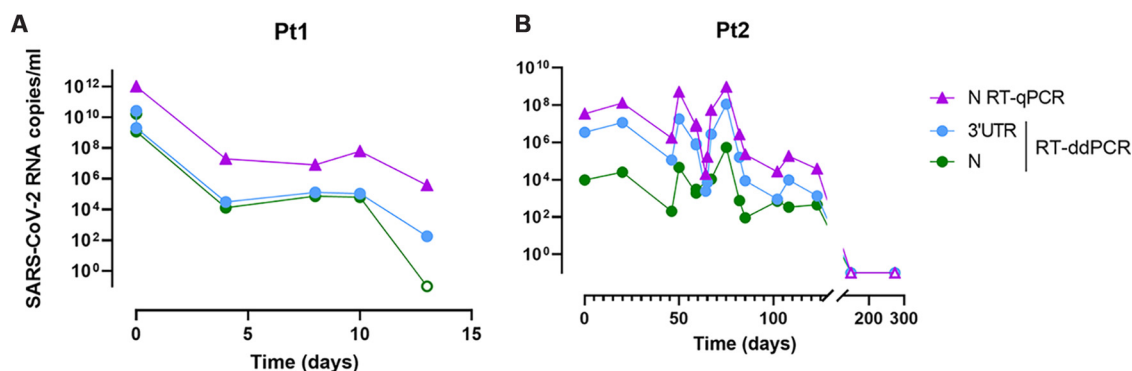 A
Pt1
SARS-CoV-2 RNA copies/ml
10¹²
10¹⁰
10⁸
10⁶
10⁴
10²
10⁰
0 5 10 15
Time (days)
B
Pt2
10¹⁰
10⁸
10⁶
10⁴
10²
10⁰
0 50 100 200 300
Time (days)
N RT-qPCR
3'UTR
N
RT-ddPCR